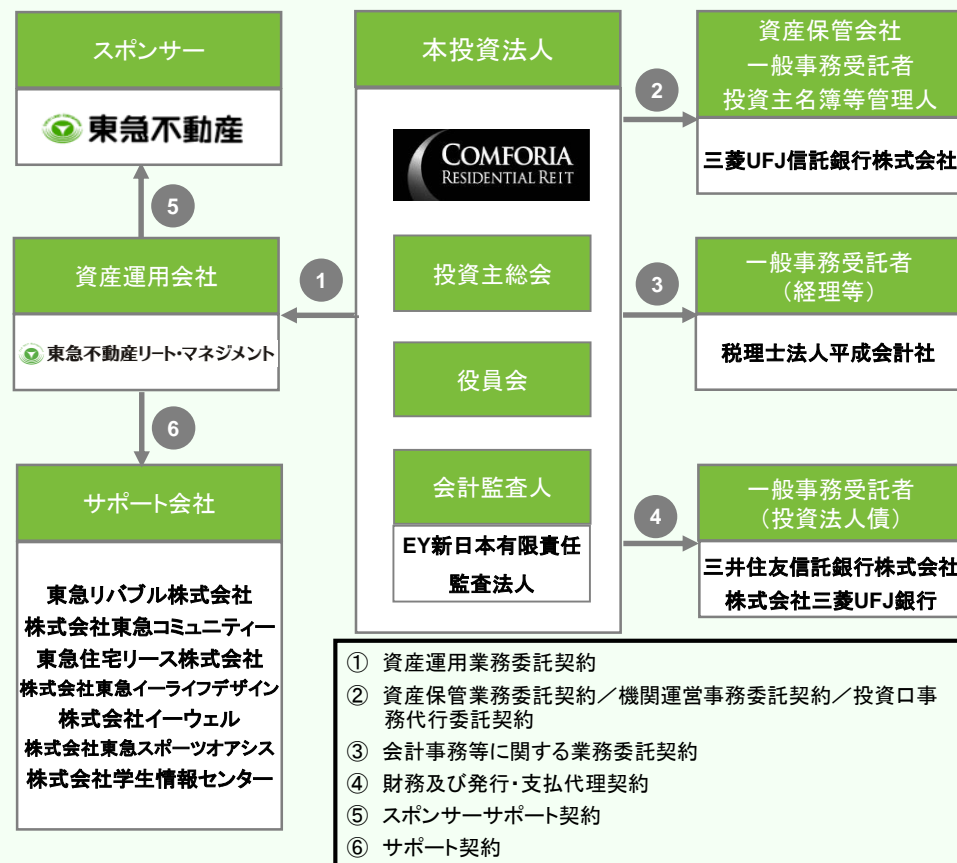 スポンサー
東急不動産
5
資産運用会社
東急不動産リート・マネジメント
6
サポート会社
東急リバブル株式会社
株式会社東急コミュニティー
東急住宅リース株式会社
株式会社東急イーライフデザイン
株式会社イーウェル
株式会社東急スポーツオアシス
株式会社学生情報センター
1
本投資法人
COMFORIA
RESIDENTIAL REIT
投資主総会
役員会
会計監査人
EY新日本有限責任
監査法人
2
資産保管会社
一般事務受託者
投資主名簿等管理人
三菱UFJ信託銀行株式会社
3
一般事務受託者
(経理等)
税理士法人平成会計社
4
一般事務受託者
(投資法人債)
三井住友信託銀行株式会社
株式会社三菱UFJ銀行
① 資産運用業務委託契約
② 資産保管業務委託契約/機関運営事務委託契約/投資口事
務代行委託契約
③ 会計事務等に関する業務委託契約
④ 財務及び発行・支払代理契約
⑤ スポンサーサポート契約
⑥ サポート契約